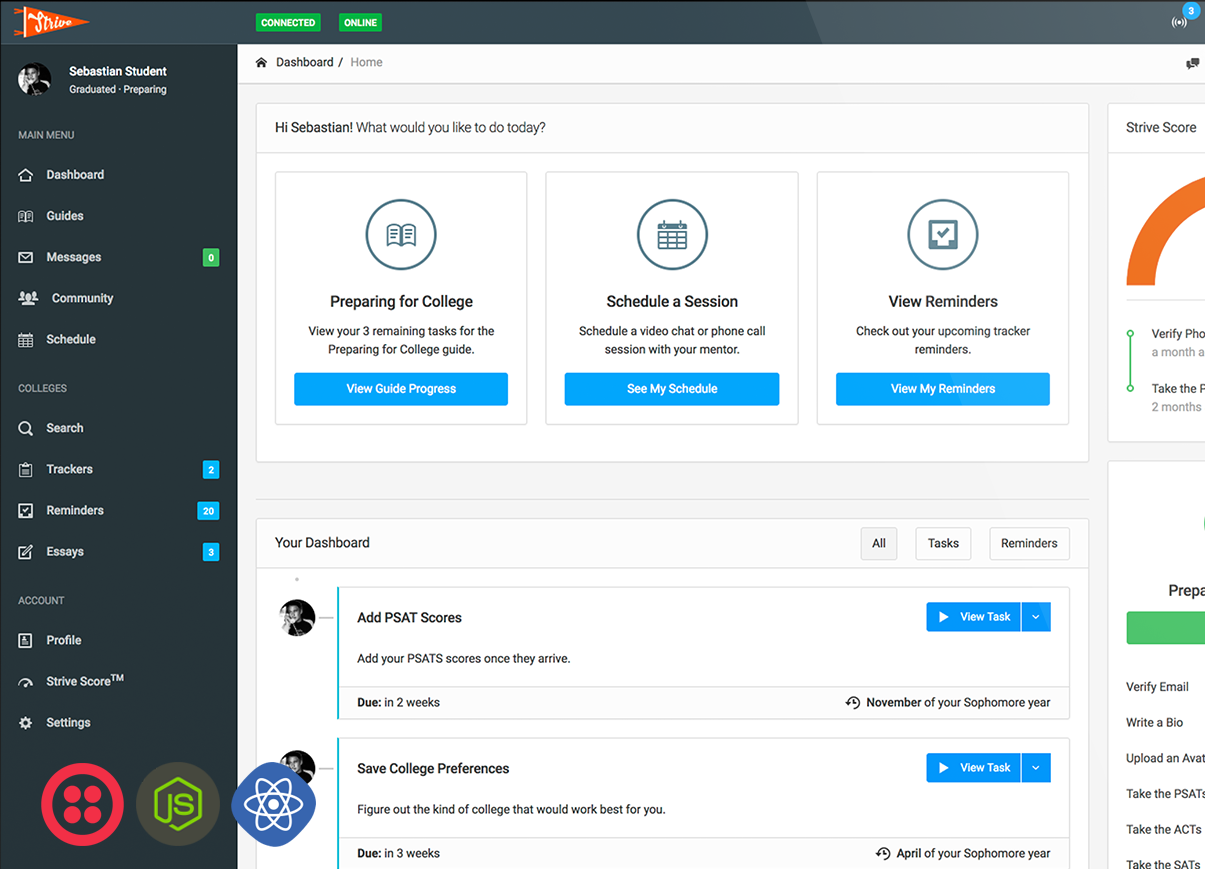 Strive
CONNECTED
ONLINE
3
Sebastian Student
Graduated · Preparing
MAIN MENU
Dashboard
Guides
Messages
0
Community
Schedule
COLLEGES
Search
Trackers
2
Reminders
20
Essays
3
ACCOUNT
Profile
Strive Score™
Settings
JS
Dashboard / Home
Hi Sebastian! What would you like to do today?
Preparing for College
View your 3 remaining tasks for the
Preparing for College guide.
View Guide Progress
Schedule a Session
Schedule a video chat or phone call
session with your mentor.
See My Schedule
View Reminders
Check out your upcoming tracker
reminders.
View My Reminders
Your Dashboard
All
Tasks
Reminders
Add PSAT Scores
View Task
Add your PSATS scores once they arrive.
Due: in 2 weeks
November of your Sophomore year
Save College Preferences
View Task
Figure out the kind of college that would work best for you.
Due: in 3 weeks
April of your Sophomore year
Strive Score
Verify Pho
a month a
Take the P
2 months
Prepa
Verify Email
Write a Bio
Upload an Avat
Take the PSATs
Take the ACTs
Take the SATs